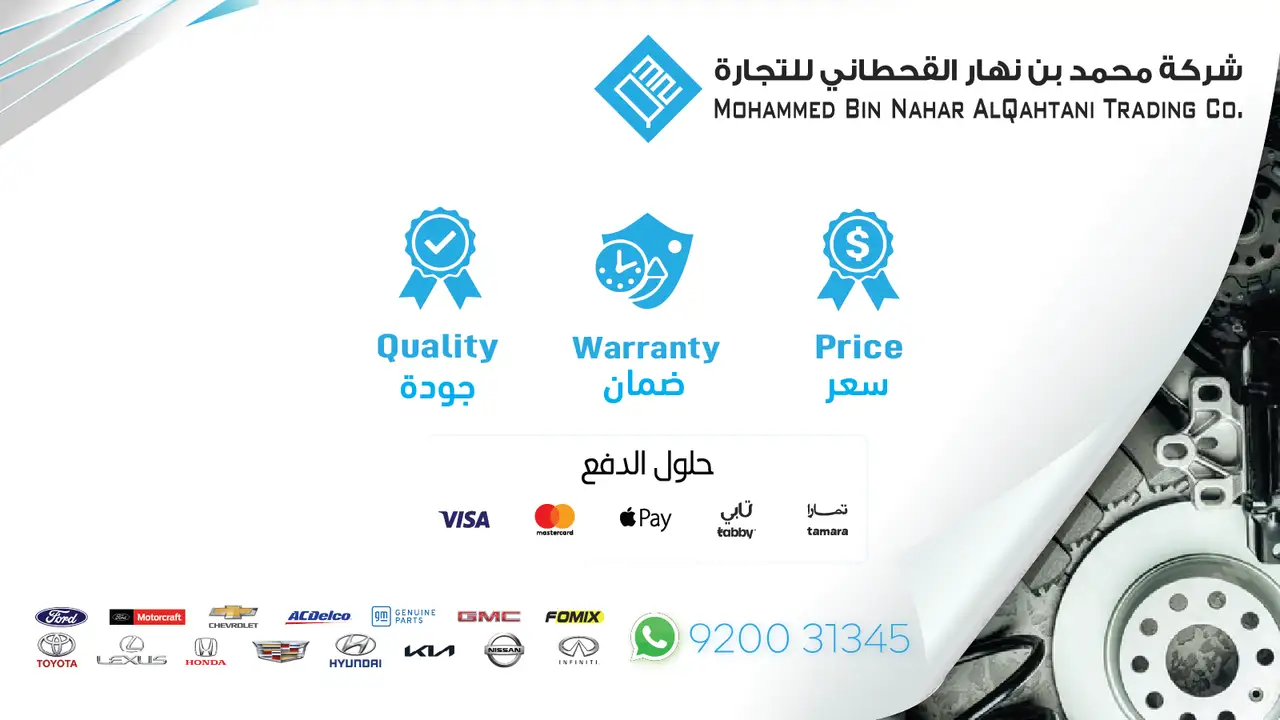 شركة محمد بن نهار القحطاني للتجارة
MOHAMMED BIN NAHAR ALQAHTANI TRADING CO.
Quality
جودة
Warranty
ضمان
Price
سعر
حلول الدفع
VISA
mastercard
Pay
تابي
tabby
تمارا
tamara
Ford
Ford Motorcraft
CHEVROLET
ACDelco
gm GENUINE PARTS
GMC
FOMIX
TOYOTA
LEXUS
HONDA
HYUNDAI
KIA
NISSAN
INFINITI
9200 31345